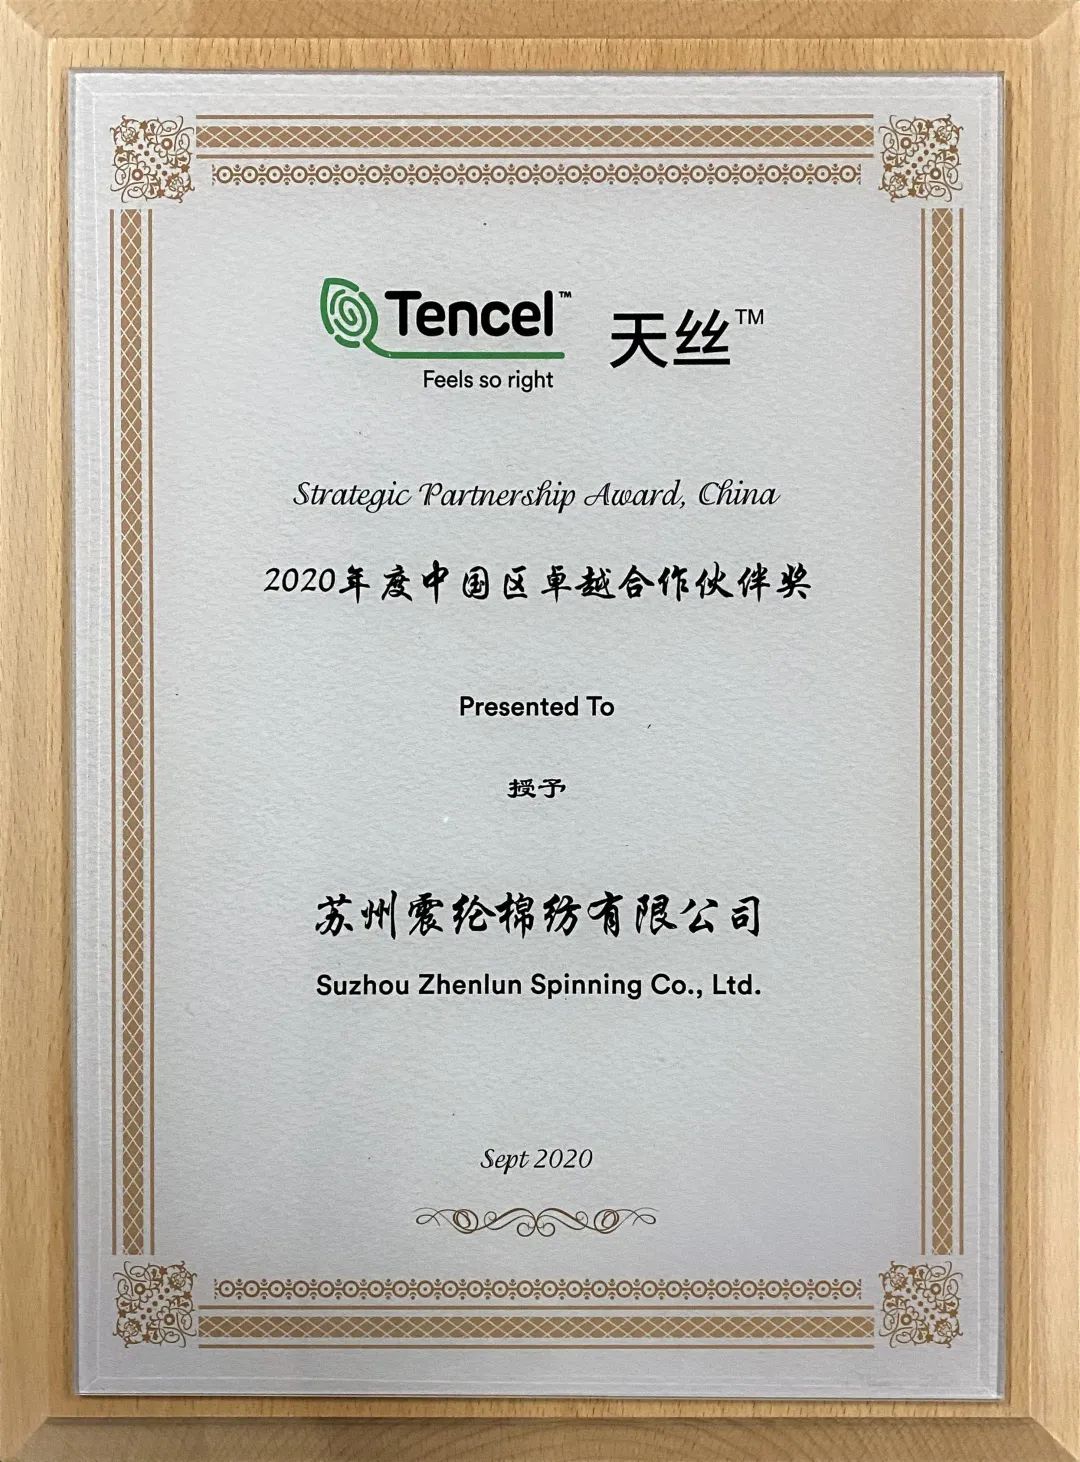 Tencel™ 天丝™
Feels so right
Strategic Partnership Award, China
2020年度中国区卓越合作伙伴奖
Presented To
授予
苏州震纶棉纺有限公司
Suzhou Zhenlun Spinning Co., Ltd.
Sept 2020